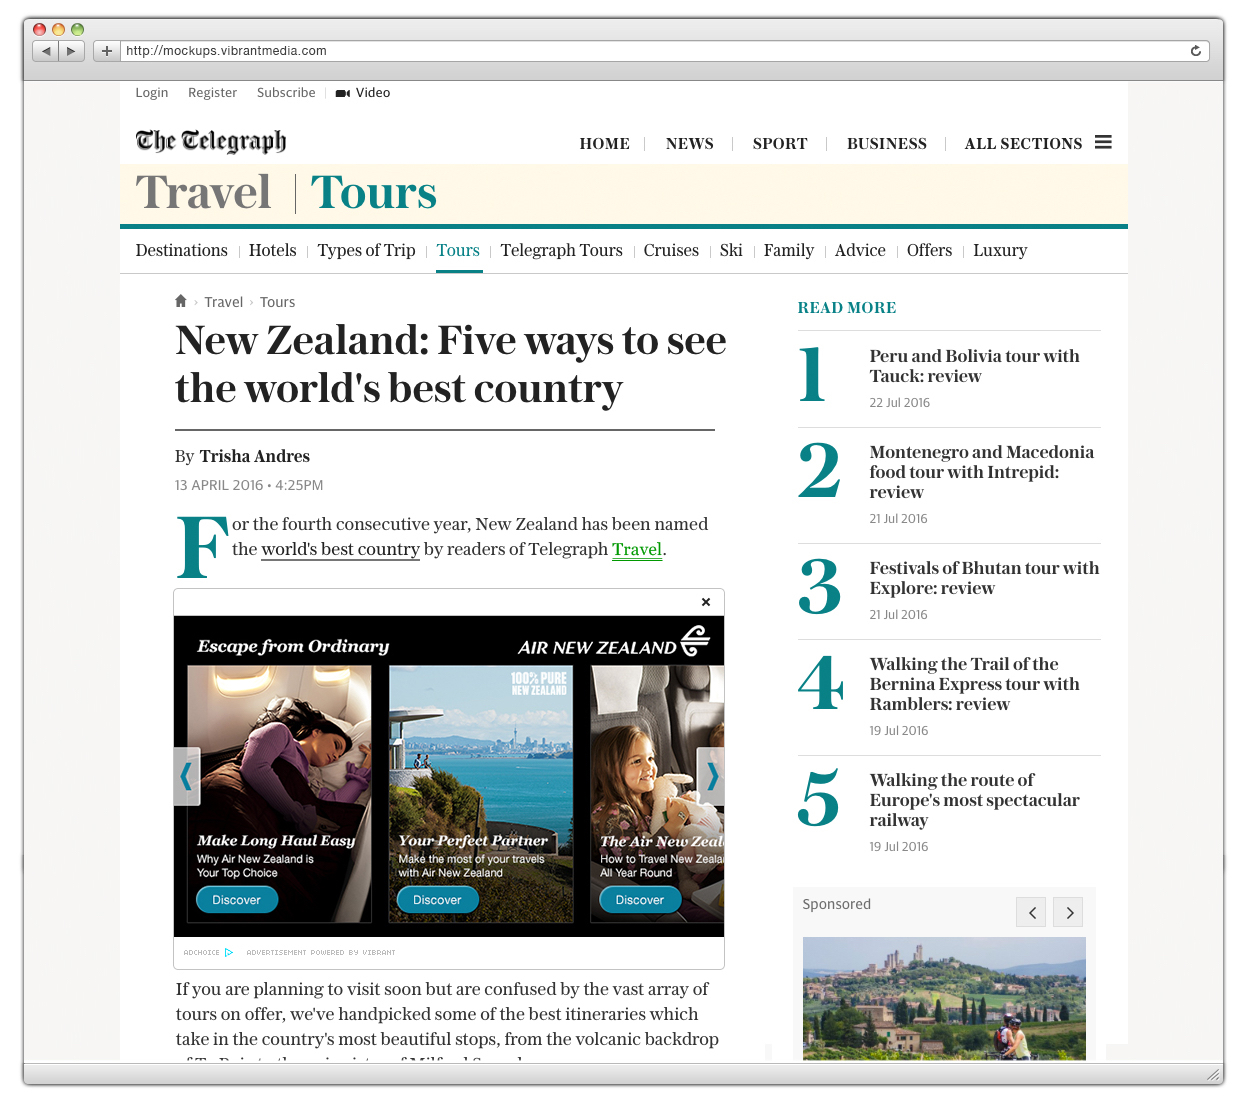 http://mockups.vibrantmedia.com
Login Register Subscribe Video
The Telegraph
HOME NEWS SPORT BUSINESS ALL SECTIONS
Travel Tours
Destinations Hotels Types of Trip Tours Telegraph Tours Cruises Ski Family Advice Offers Luxury
Travel › Tours
New Zealand: Five ways to see
the world's best country
By Trisha Andres
13 APRIL 2016 • 4:25PM
For the fourth consecutive year, New Zealand has been named
the world's best country by readers of Telegraph Travel.
Escape from Ordinary
AIR NEW ZEALAND
Make Long Haul Easy
Why Air New Zealand is
Your Top Choice
Discover
100% PURE
NEW ZEALAND
Your Perfect Partner
Make the most of your travels
with Air New Zealand
Discover
The Air New Zeal
How to Travel New Zeala
All Year Round
Discover
ADCHOICE ADVERTISEMENT POWERED BY VIBRANT
If you are planning to visit soon but are confused by the vast array of
tours on offer, we've handpicked some of the best itineraries which
take in the country's most beautiful stops, from the volcanic backdrop
READ MORE
1
Peru and Bolivia tour with
Tauck: review
22 Jul 2016
2
Montenegro and Macedonia
food tour with Intrepid:
review
21 Jul 2016
3
Festivals of Bhutan tour with
Explore: review
21 Jul 2016
4
Walking the Trail of the
Bernina Express tour with
Ramblers: review
19 Jul 2016
5
Walking the route of
Europe's most spectacular
railway
19 Jul 2016
Sponsored